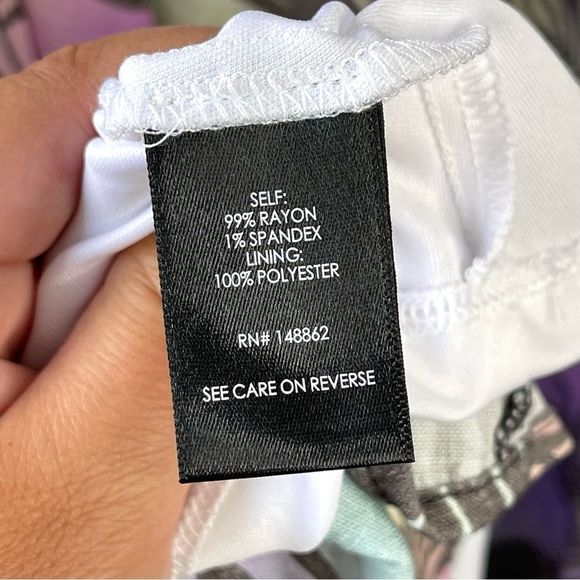 SELF:
99% RAYON
1% SPANDEX
LINING:
100% POLYESTER
RN# 148862
SEE CARE ON REVERSE